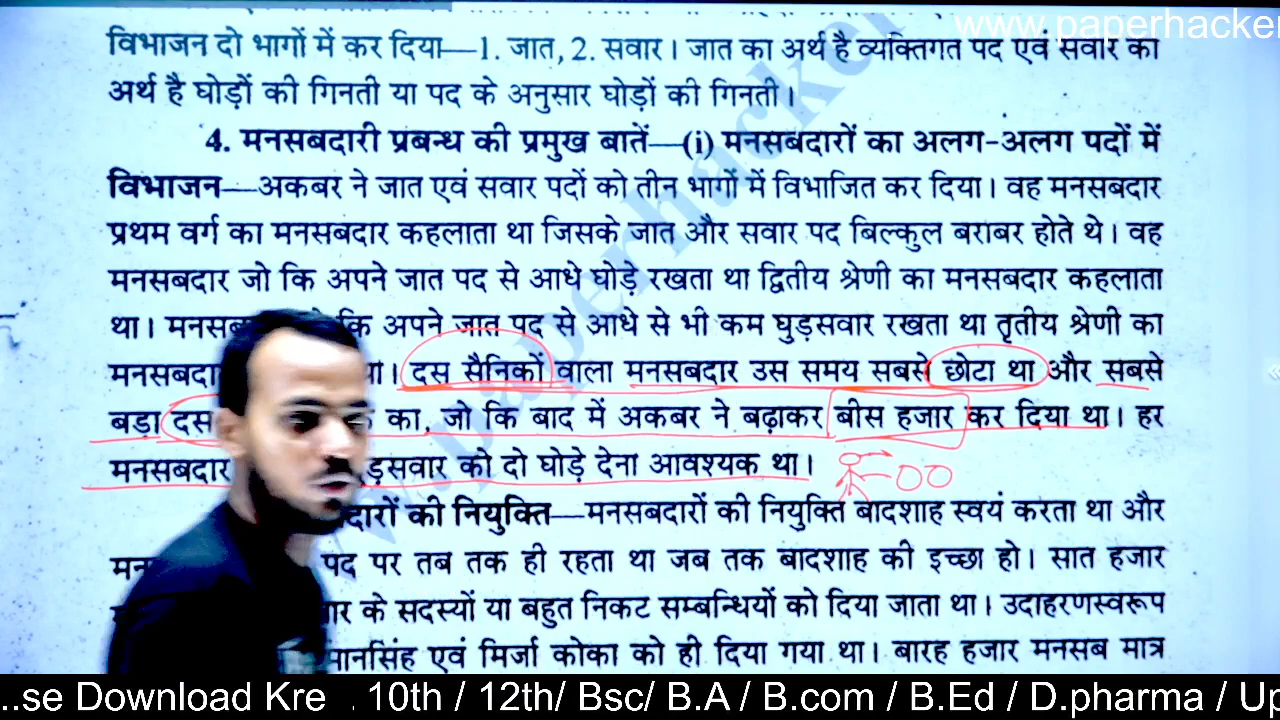 www.paperhacker
विभाजन दो भागों में कर दिया—1. जात, 2. सवार। जात का अर्थ है व्यक्तिगत पद एवं सवार का
अर्थ है घोड़ों की गिनती या पद के अनुसार घोड़ों की गिनती।
4. मनसबदारी प्रबन्ध की प्रमुख बातें—(i) मनसबदारों का अलग-अलग पदों में
विभाजन—अकबर ने जात एवं सवार पदों को तीन भागों में विभाजित कर दिया। वह मनसबदार
प्रथम वर्ग का मनसबदार कहलाता था जिसके जात और सवार पद बिल्कुल बराबर होते थे। वह
मनसबदार जो कि अपने जात पद से आधे घोड़े रखता था द्वितीय श्रेणी का मनसबदार कहलाता
था। कि अपने जात पद से आधे से भी कम घुड़सवार रखता था तृतीय श्रेणी का
दस सैनिकों वाला मनसबदार उस समय सबसे छोटा था और सबसे
बड़ा दस का, जो कि बाद में अकबर ने बढ़ाकर बीस हजार कर दिया था। हर
मनसबदार को दो घोड़े देना आवश्यक था।
की नियुक्ति—मनसबदारों की नियुक्ति बादशाह स्वयं करता था और
पद पर तब तक ही रहता था जब तक बादशाह की इच्छा हो। सात हजार
के सदस्यों या बहुत निकट सम्बन्धियों को दिया जाता था। उदाहरणस्वरूप
एवं मिर्जा कोका को ही दिया गया था। बारह हजार मनसब मात्र
..se Download Kre . 10th / 12th/ Bsc/ B.A / B.com / B.Ed / D.pharma / Up